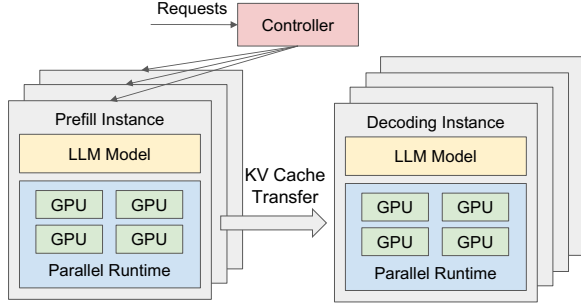 Requests
Controller
Prefill Instance
LLM Model
GPU GPU
GPU GPU
Parallel Runtime
KV Cache
Transfer
Decoding Instance
LLM Model
GPU GPU
GPU GPU
Parallel Runtime